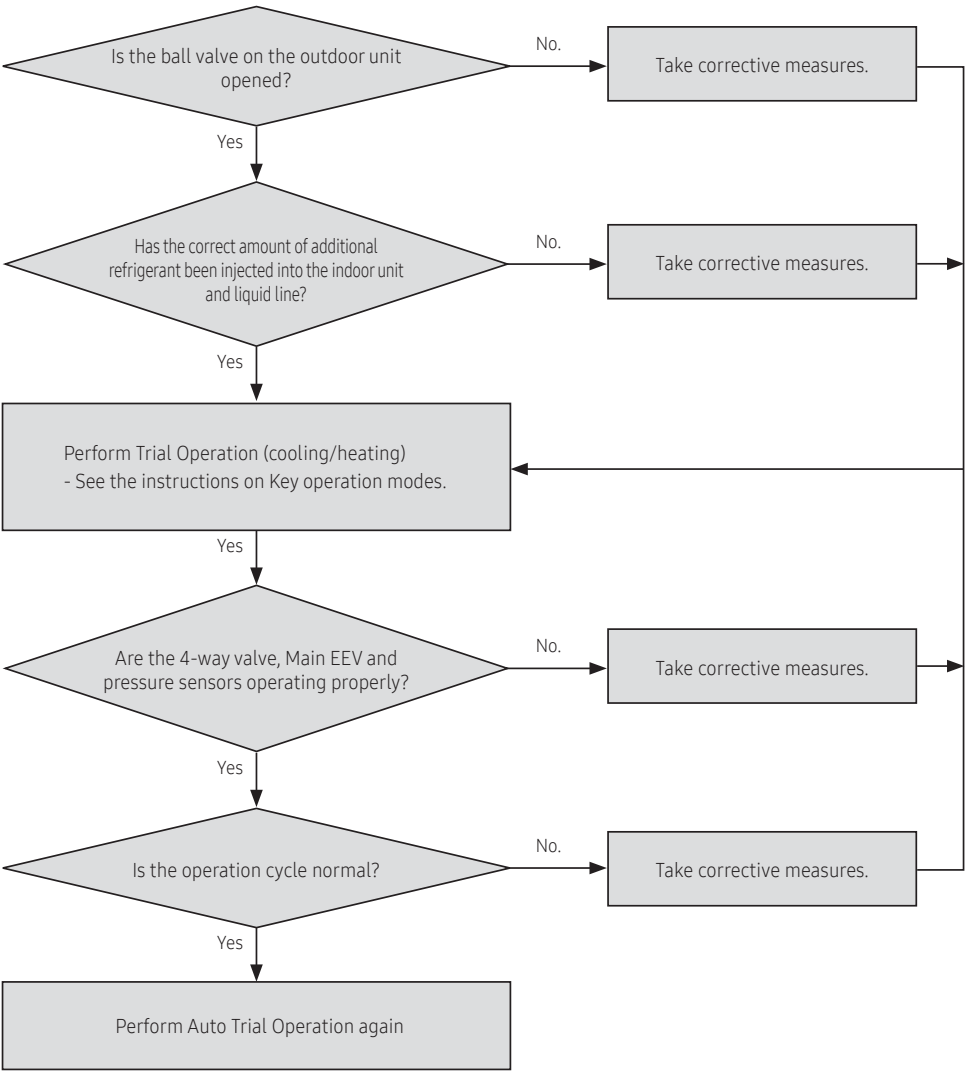 Is the ball valve on the outdoor unit
opened?
No.
Take corrective measures.
Yes
Has the correct amount of additional
refrigerant been injected into the indoor unit
and liquid line?
No.
Take corrective measures.
Yes
Perform Trial Operation (cooling/heating)
- See the instructions on Key operation modes.
Yes
Are the 4-way valve, Main EEV and
pressure sensors operating properly?
No.
Take corrective measures.
Yes
Is the operation cycle normal?
No.
Take corrective measures.
Yes
Perform Auto Trial Operation again